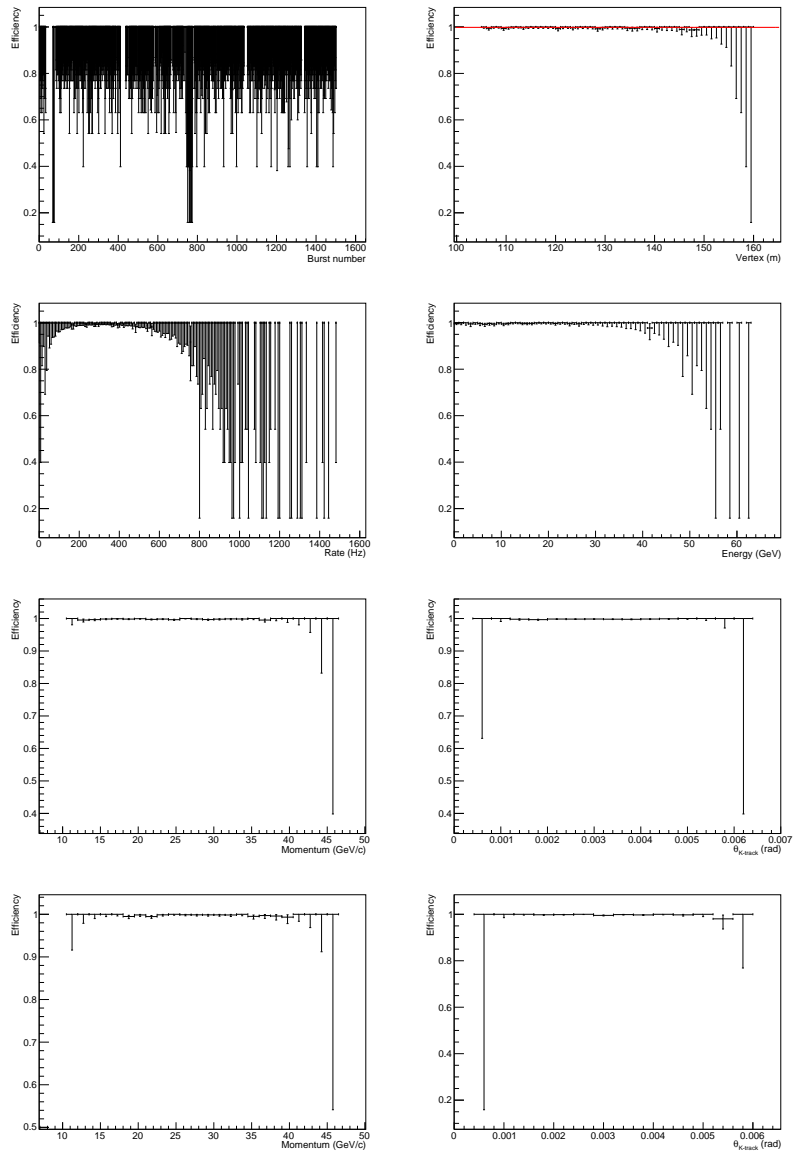 Efficiency
1
0.8
0.6
0.4
0.2
0 200 400 600 800 1000 1200 1400 1600
Burst number
Efficiency
1
0.8
0.6
0.4
0.2
100 110 120 130 140 150 160
Vertex (m)
Efficiency
1
0.8
0.6
0.4
0.2
0 200 400 600 800 1000 1200 1400 1600
Rate (Hz)
Efficiency
1
0.8
0.6
0.4
0.2
0 10 20 30 40 50 60
Energy (GeV)
Efficiency
1
0.9
0.8
0.7
0.6
0.5
0.4
10 15 20 25 30 35 40 45 50
Momentum (GeV/c)
Efficiency
1
0.9
0.8
0.7
0.6
0.5
0.4
0 0.001 0.002 0.003 0.004 0.005 0.006 0.007
θK-track (rad)
Efficiency
1
0.9
0.8
0.7
0.6
0.5
10 15 20 25 30 35 40 45 50
Momentum (GeV/c)
Efficiency
1
0.8
0.6
0.4
0.2
0 0.001 0.002 0.003 0.004 0.005 0.006
θK-track (rad)